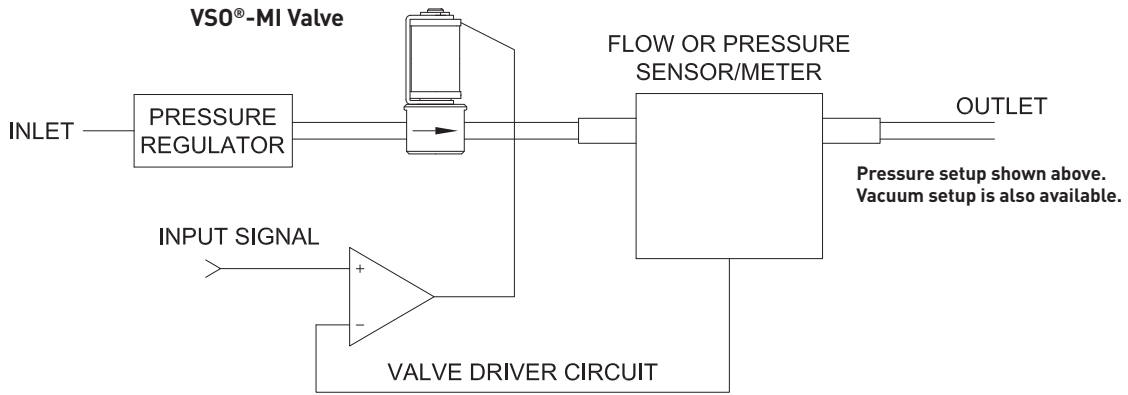 VSO®-MI Valve
FLOW OR PRESSURE
SENSOR/METER
INLET
PRESSURE
REGULATOR
OUTLET
Pressure setup shown above.
Vacuum setup is also available.
INPUT SIGNAL
+
−
VALVE DRIVER CIRCUIT